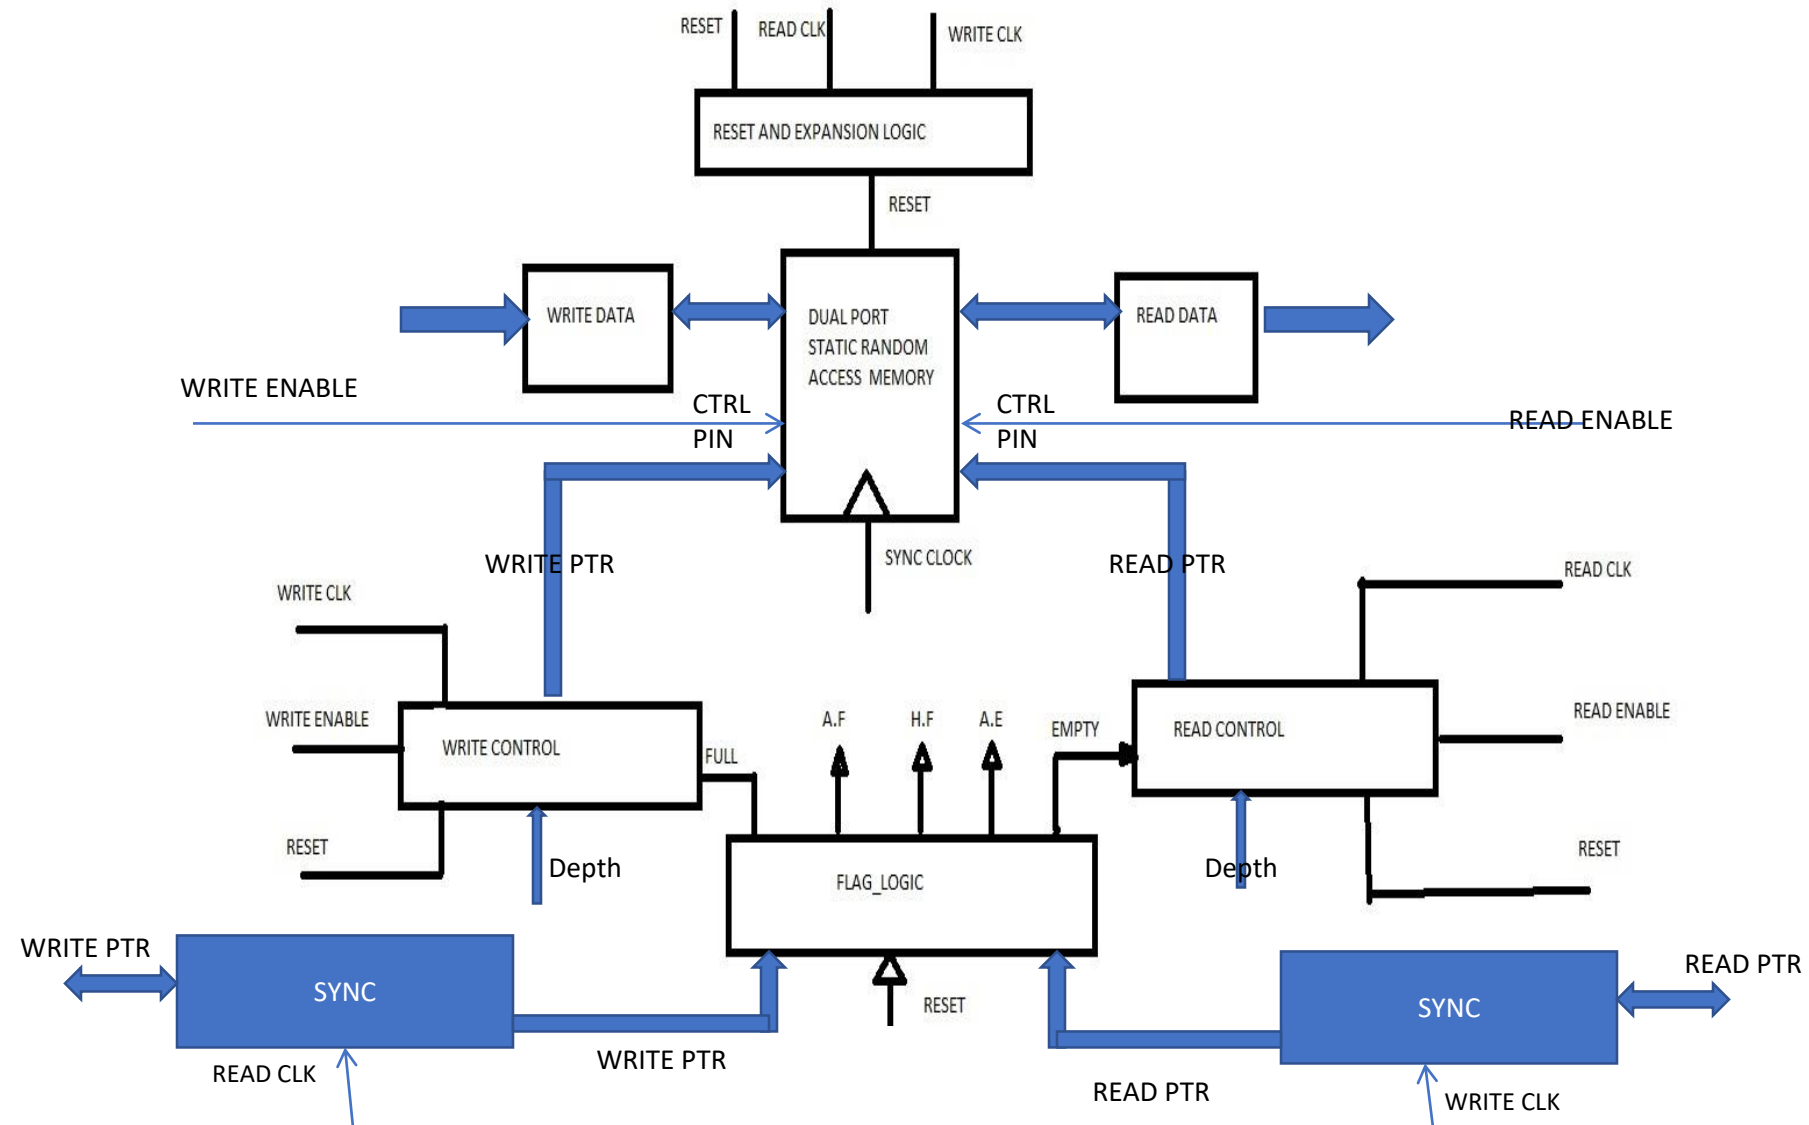 RESET
READ CLK
WRITE CLK
RESET AND EXPANSION LOGIC
RESET
WRITE DATA
DUAL PORT
STATIC RANDOM
ACCESS MEMORY
READ DATA
WRITE ENABLE
CTRL
PIN
CTRL
PIN
READ ENABLE
WRITE PTR
SYNC CLOCK
READ PTR
READ CLK
WRITE CLK
WRITE ENABLE
WRITE CONTROL
FULL
A.F
H.F
A.E
EMPTY
READ CONTROL
READ ENABLE
RESET
Depth
FLAG_LOGIC
Depth
RESET
WRITE PTR
SYNC
RESET
SYNC
READ PTR
READ CLK
WRITE PTR
READ PTR
WRITE CLK